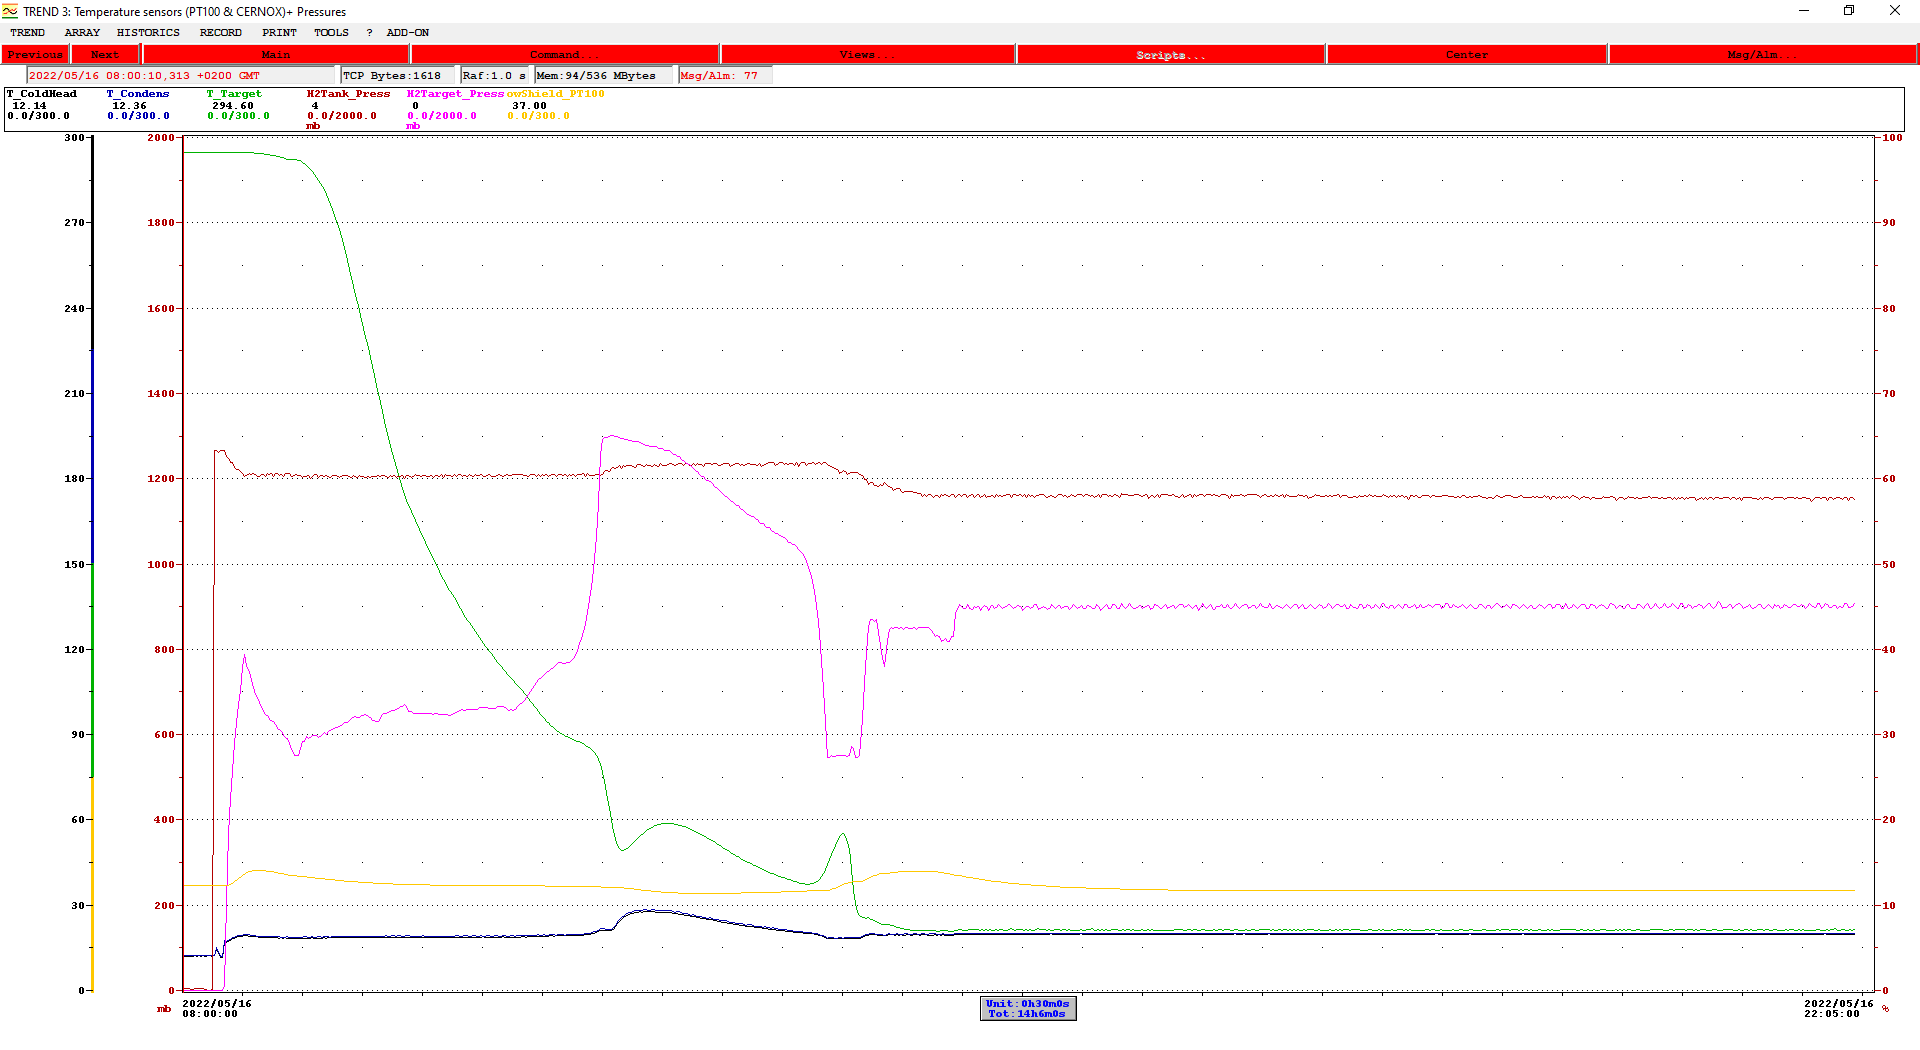 TREND 3: Temperature sensors (PT100 & CERNOX)+ Pressures
TREND ARRAY HISTORICS RECORD PRINT TOOLS ? ADD-ON
Previous Next Main Command... Views... Scripts... Center Msg/Alm...
2022/05/16 08:00:10,313 +0200 GMT TCP Bytes:1618 Raf:1.0 s Mem:94/536 MBytes Msg/Alm: 77
T_ColdHead T_Condens T_Target H2Tank_Press H2Target_Press owShield_PT100
12.14 12.36 294.60 4 0 37.00
0.0/300.0 0.0/300.0 0.0/300.0 0.0/2000.0 0.0/2000.0 0.0/300.0
mb mb
300 2000 100
270 1800 90
240 1600 80
210 1400 70
180 1200 60
150 1000 50
120 800 40
90 600 30
60 400 20
30 200 10
0 0 0
mb 2022/05/16 Unit:0h30m0s 2022/05/16 %
08:00:00 Tot:14h6m0s 22:05:00